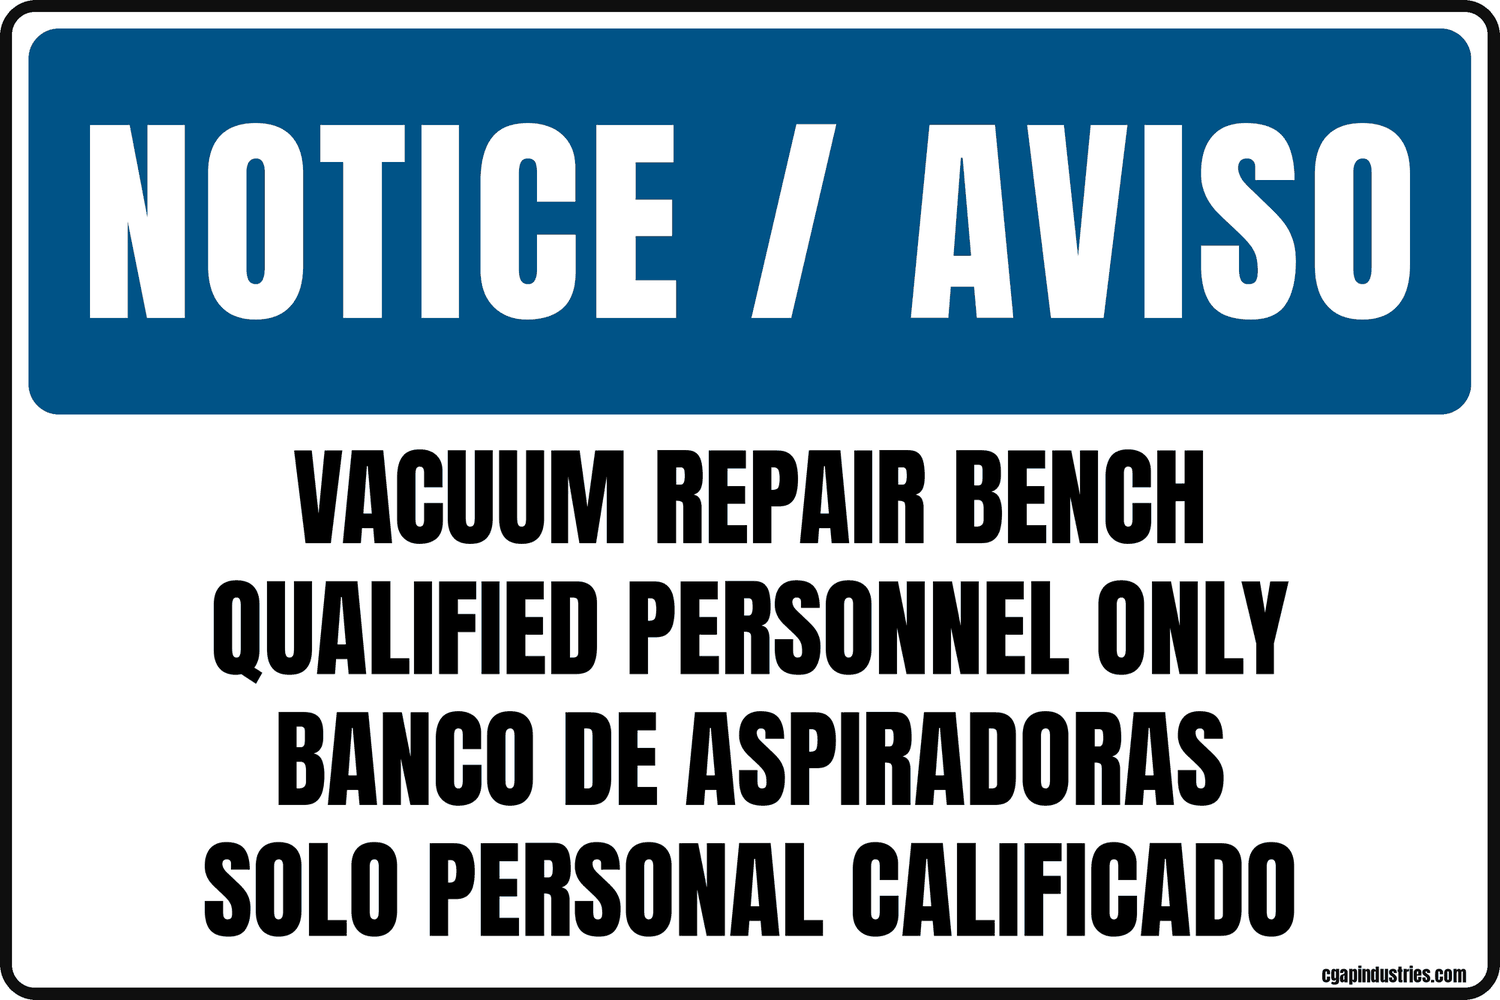 NOTICE / AVISO
VACUUM REPAIR BENCH
QUALIFIED PERSONNEL ONLY
BANCO DE ASPIRADORAS
SOLO PERSONAL CALIFICADO
cgapindustries.com